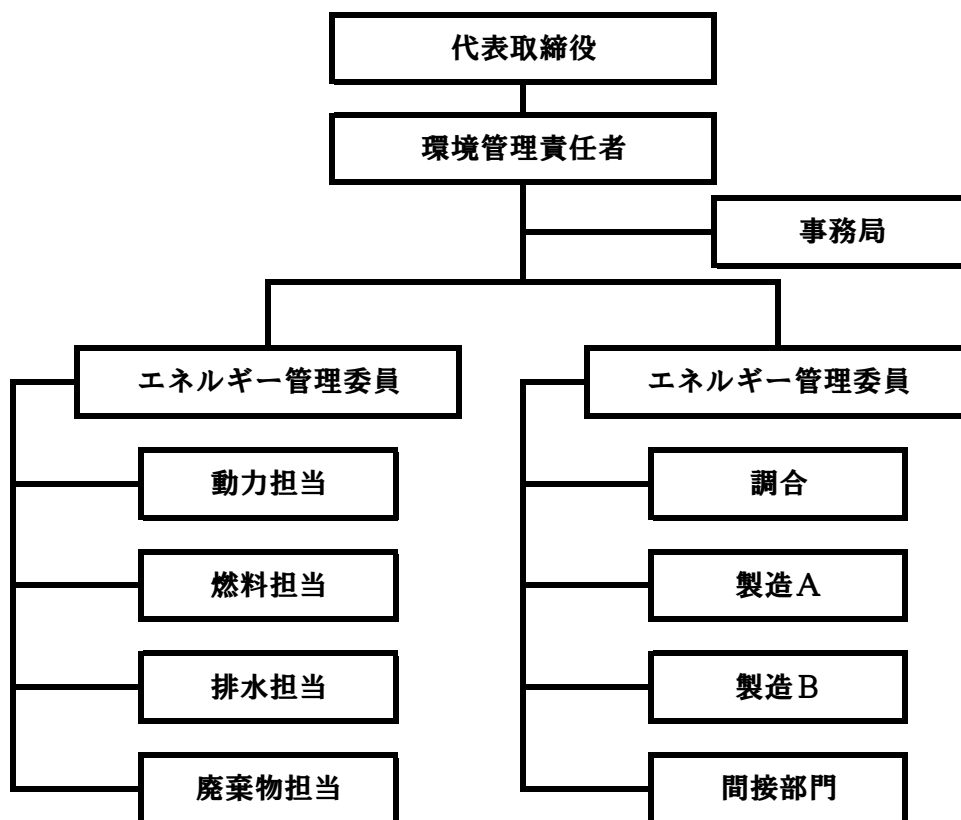 代表取締役
環境管理責任者
事務局
エネルギー管理委員
エネルギー管理委員
動力担当
調合
燃料担当
製造A
排水担当
製造B
廃棄物担当
間接部門